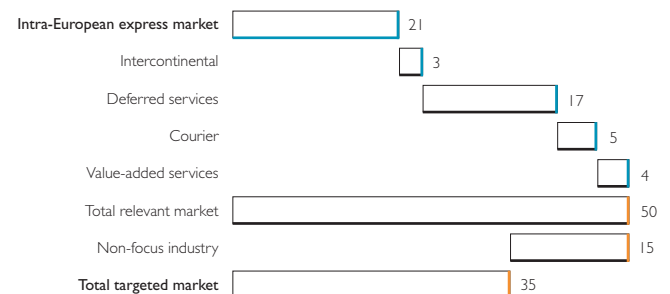 Intra-European express market 21
Intercontinental 3
Deferred services 17
Courier 5
Value-added services 4
Total relevant market 50
Non-focus industry 15
Total targeted market 35